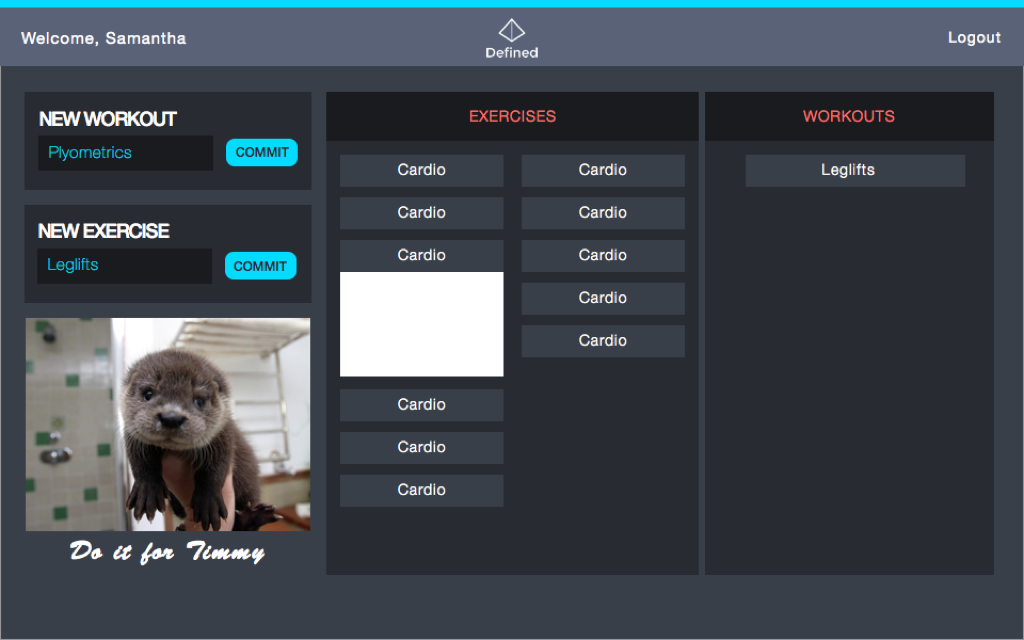 Welcome, Samantha
Defined
Logout
NEW WORKOUT
Plyometrics
COMMIT
NEW EXERCISE
Leglifts
COMMIT
Do it for Timmy
EXERCISES
Cardio
Cardio
Cardio
Cardio
Cardio
Cardio
Cardio
Cardio
Cardio
Cardio
Cardio
WORKOUTS
Leglifts